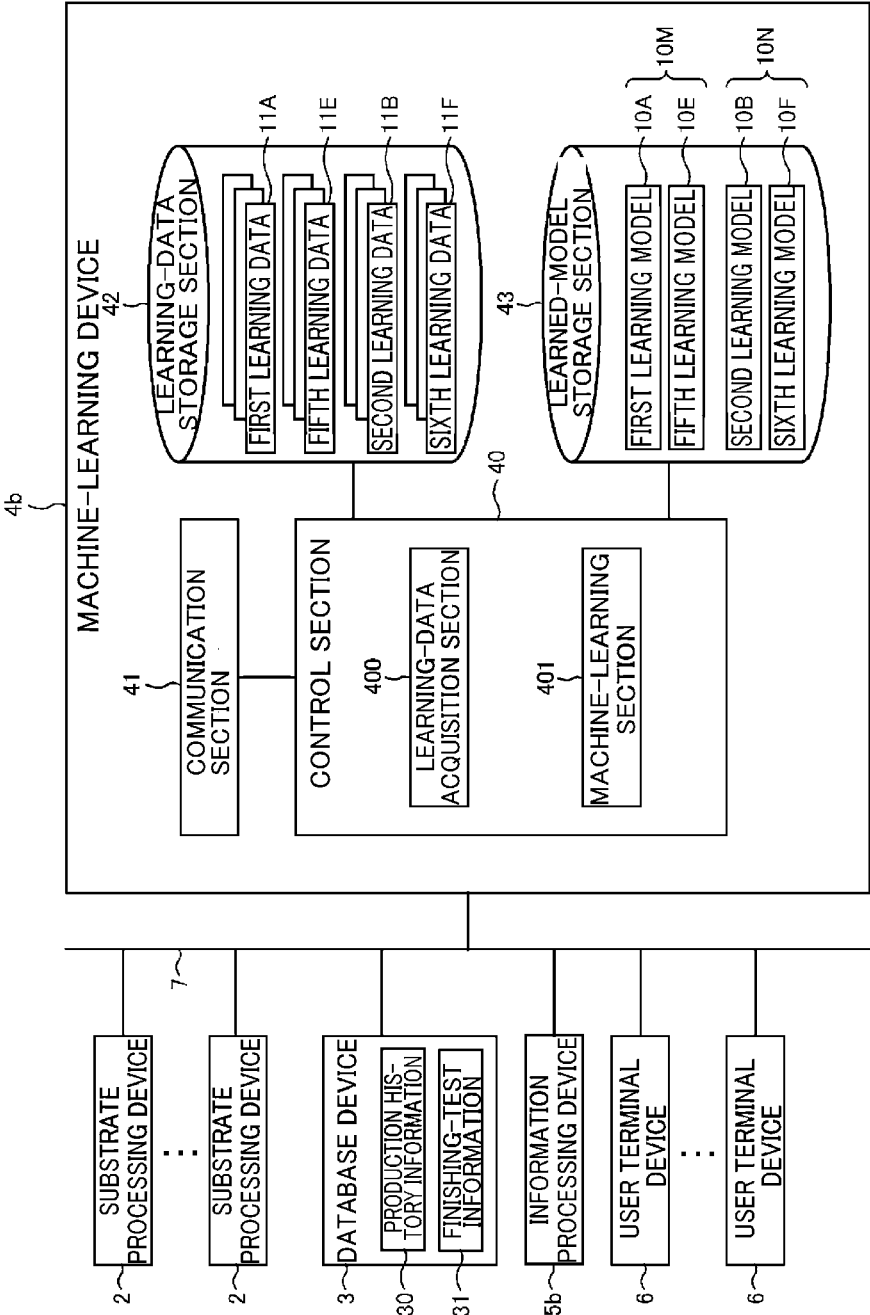 4b
MACHINE-LEARNING DEVICE
41
COMMUNICATION
SECTION
CONTROL SECTION
40
400
LEARNING-DATA
ACQUISITION SECTION
401
MACHINE-LEARNING
SECTION
42
LEARNING-DATA
STORAGE SECTION
FIRST LEARNING DATA
11A
FIFTH LEARNING DATA
11E
SECOND LEARNING DATA
11B
SIXTH LEARNING DATA
11F
43
LEARNED-MODEL
STORAGE SECTION
FIRST LEARNING MODEL
10A
FIFTH LEARNING MODEL
10E
10M
SECOND LEARNING MODEL
10B
SIXTH LEARNING MODEL
10F
10N
7
SUBSTRATE
PROCESSING DEVICE
2
...
SUBSTRATE
PROCESSING DEVICE
2
DATABASE DEVICE
3
PRODUCTION HIS-
TORY INFORMATION
30
FINISHING-TEST
INFORMATION
31
INFORMATION
PROCESSING DEVICE
5b
USER TERMINAL
DEVICE
6
...
USER TERMINAL
DEVICE
6